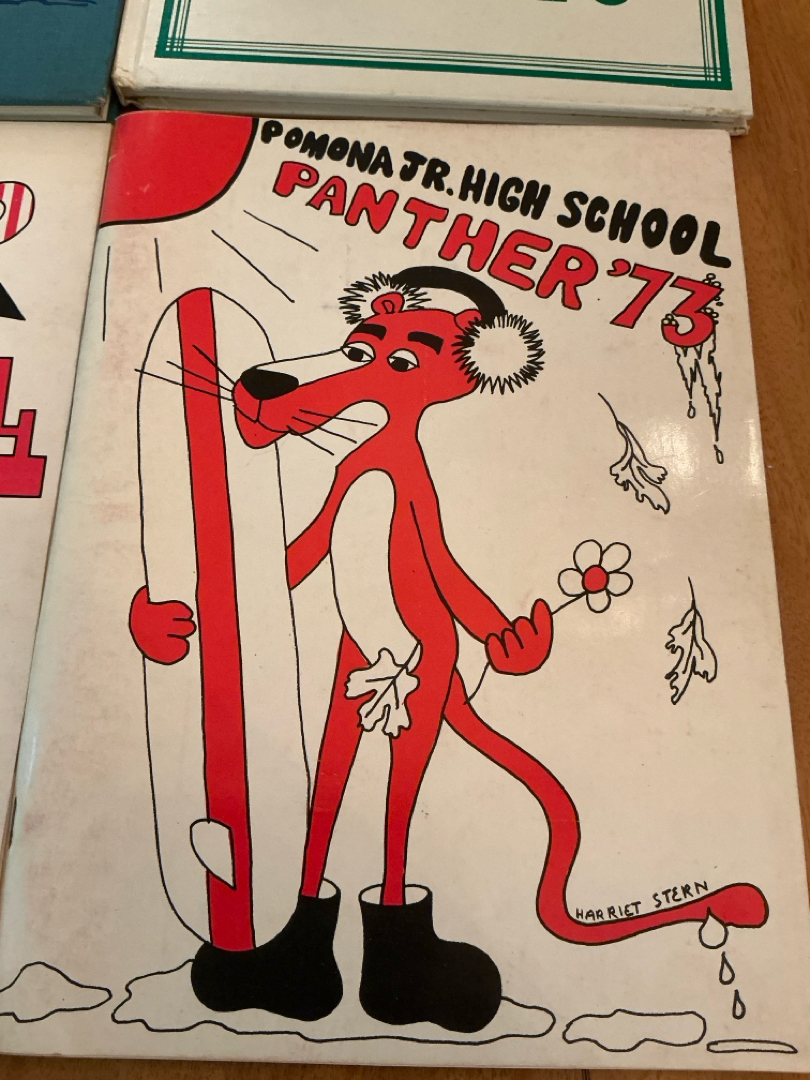 POMONA JR. HIGH SCHOOL
PANTHER '73
HARRIET STERN